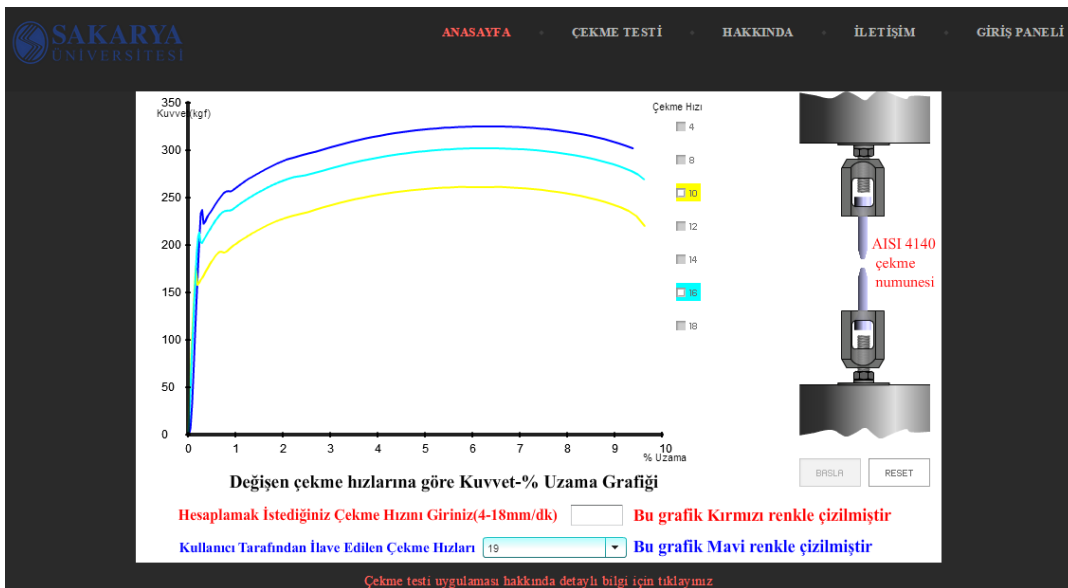 SAKARYA
ÜNİVERSİTESİ
ANASAYFA
ÇEKME TESTİ
HAKKINDA
İLETİŞİM
GİRİŞ PANELİ
350
Kuvvet(kgf)
300
250
200
150
100
50
0
0 1 2 3 4 5 6 7 8 9 10
% Uzama
Çekme Hızı
4
8
10
12
14
16
18
AISI 4140
çekme
numunesi
BASLA
RESET
Değişen çekme hızlarına göre Kuvvet-% Uzama Grafiği
Hesaplamak İstediğiniz Çekme Hızını Giriniz(4-18mm/dk)
Bu grafik Kırmızı renkle çizilmiştir
Kullanıcı Tarafından İlave Edilen Çekme Hızları
19
Bu grafik Mavi renkle çizilmiştir
Çekme testi uygulaması hakkında detaylı bilgi için tıklayınız